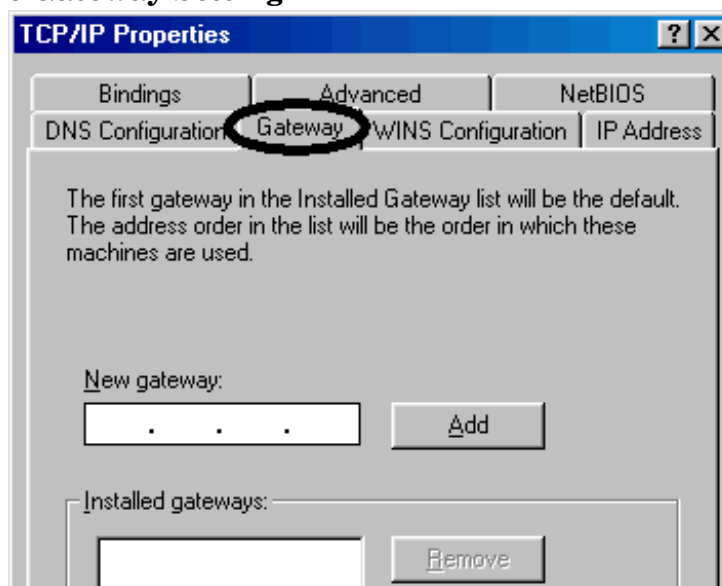 Gateway Setting
TCP/IP Properties
Bindings Advanced NetBIOS
DNS Configuration Gateway WINS Configuration IP Address
The first gateway in the Installed Gateway list will be the default.
The address order in the list will be the order in which these
machines are used.
New gateway:
. . . Add
Installed gateways:
Remove